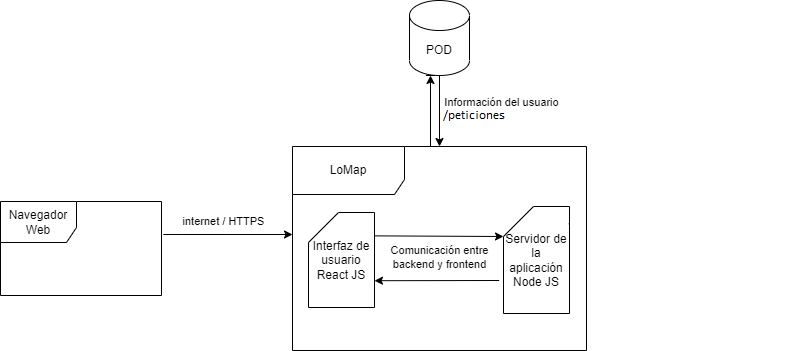 POD
Información del usuario
/peticiones
LoMap
Navegador
Web
internet / HTTPS
Interfaz de
usuario
React JS
Comunicación entre
backend y frontend
Servidor de
la
aplicación
Node JS